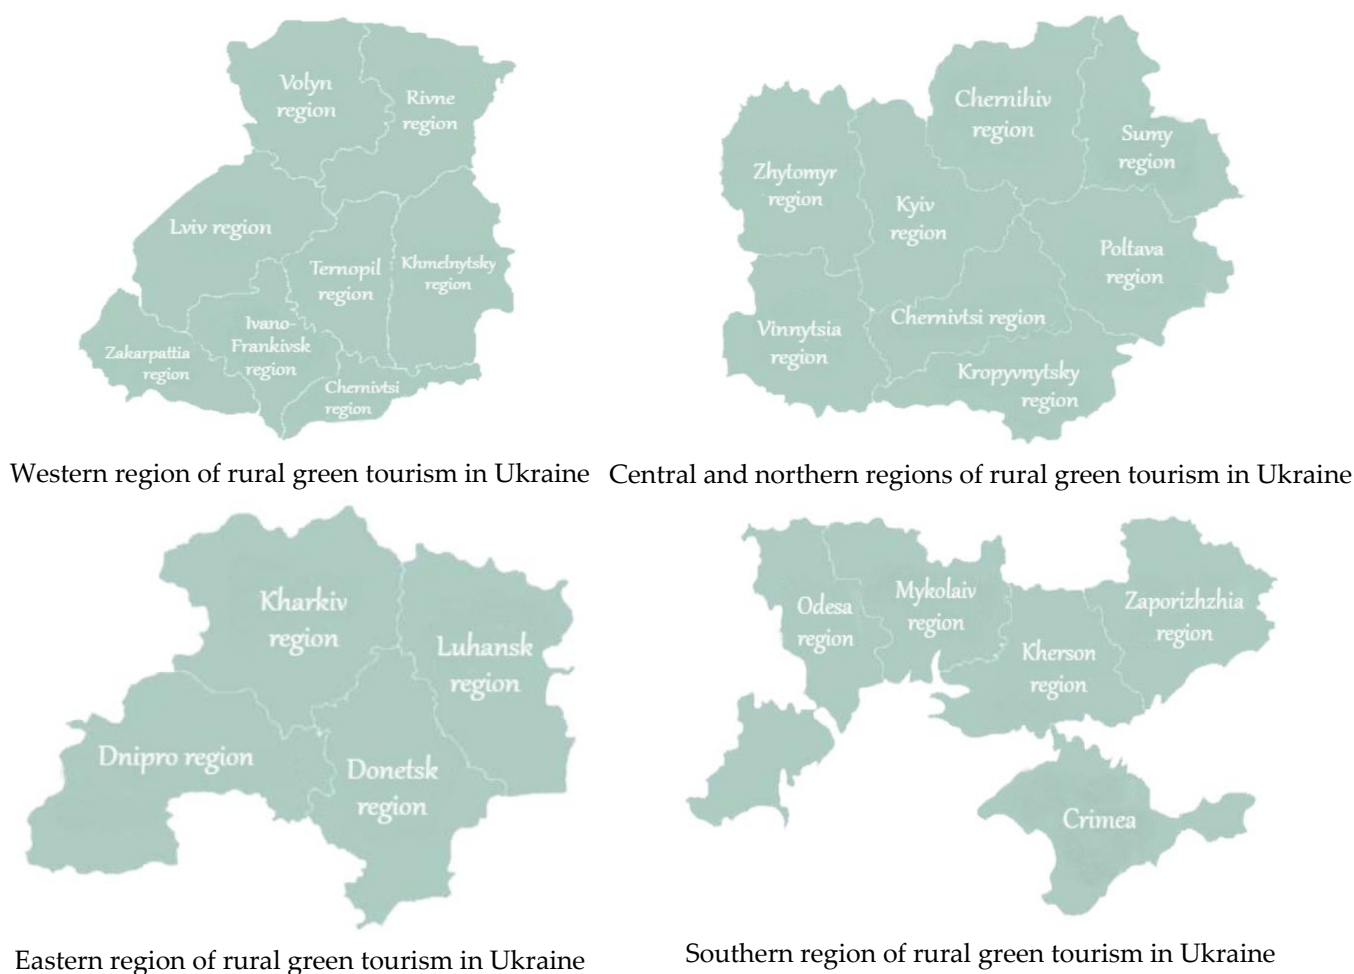 Volyn
region
Rivne
region
Lviv region
Ternopil
region
Khmelnytsky
region
Ivano-
Frankivsk
region
Zakarpattia
region
Chernivtsi
region
Western region of rural green tourism in Ukraine
Chernihiv
region
Sumy
region
Zhytomyr
region
Kyiv
region
Poltava
region
Chernivtsi region
Vinnytsia
region
Kropyvnytsky
region
Central and northern regions of rural green tourism in Ukraine
Kharkiv
region
Luhansk
region
Dnipro region
Donetsk
region
Eastern region of rural green tourism in Ukraine
Odesa
region
Mykolaiv
region
Kherson
region
Zaporizhzhia
region
Crimea
Southern region of rural green tourism in Ukraine